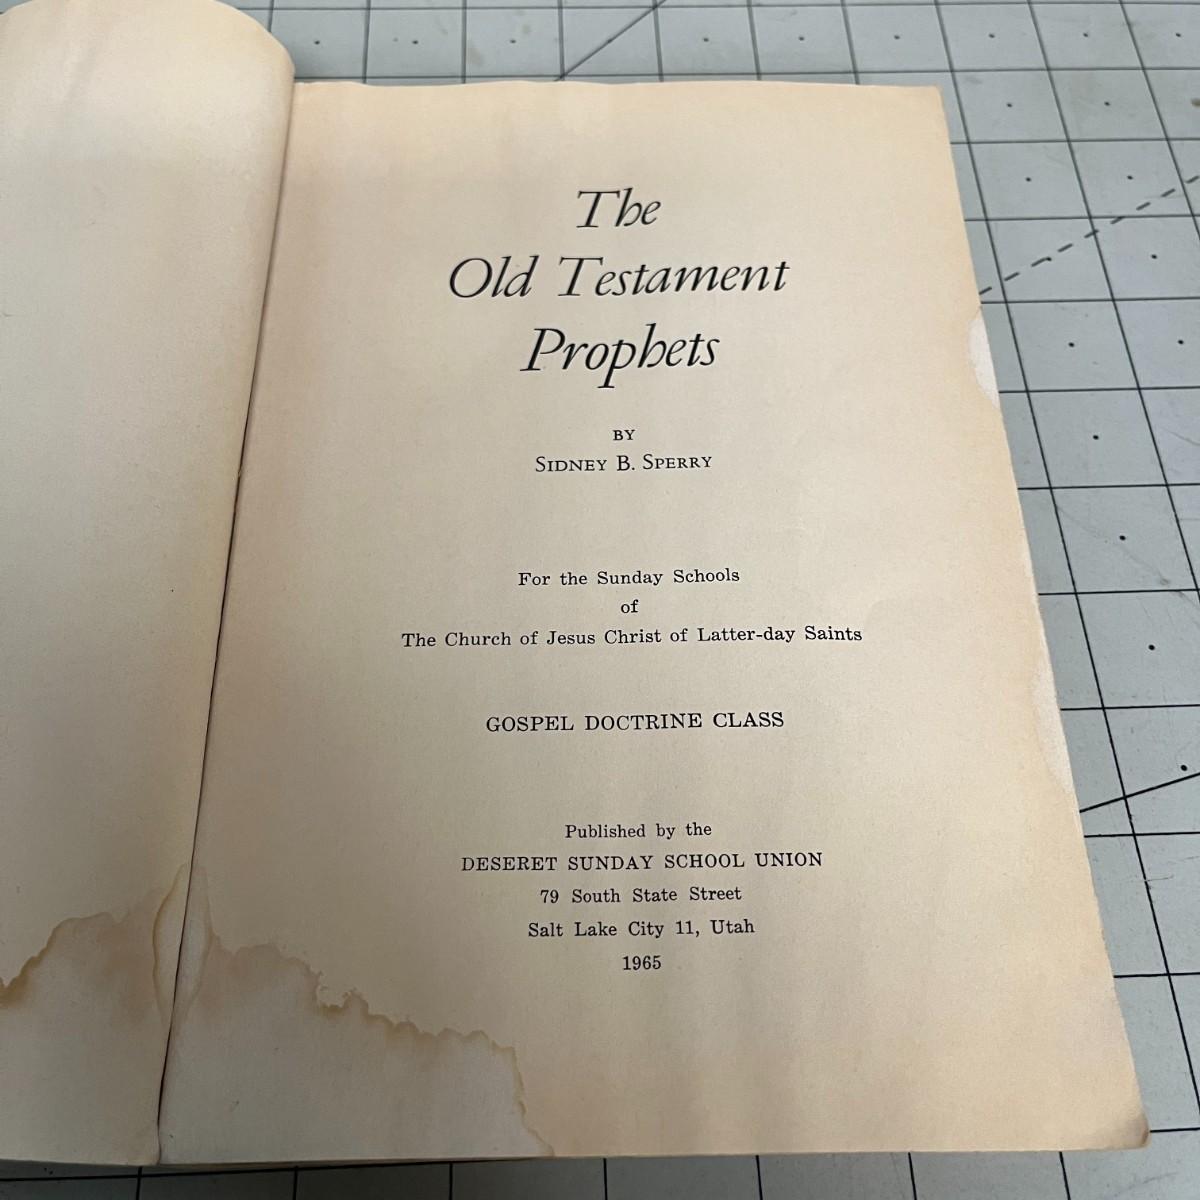 The
Old Testament
Prophets
BY
SIDNEY B. SPERRY
For the Sunday Schools
of
The Church of Jesus Christ of Latter-day Saints
GOSPEL DOCTRINE CLASS
Published by the
DESERET SUNDAY SCHOOL UNION
79 South State Street
Salt Lake City 11, Utah
1965